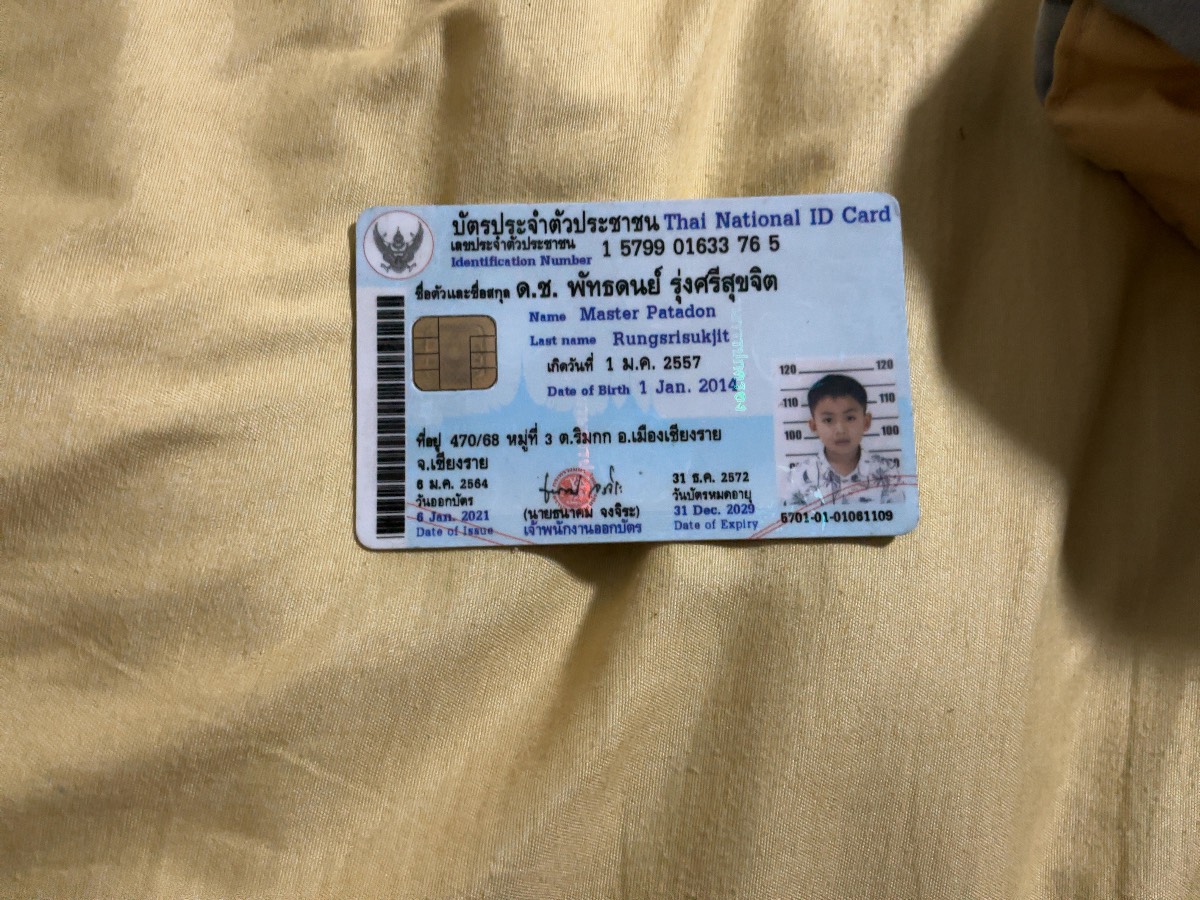 บัตรประจำตัวประชาชน Thai National ID Card
เลขประจำตัวประชาชน
Identification Number 1 5799 01633 76 5
ชื่อตัวและชื่อสกุล ด.ช. พัทธดนย์ รุ่งศรีสุขจิต
Name Master Patadon
Last name Rungsrisukjit
เกิดวันที่ 1 ม.ค. 2557
Date of Birth 1 Jan. 2014
ที่อยู่ 470/68 หมู่ที่ 3 ต.ริมกก อ.เมืองเชียงราย
จ.เชียงราย
6 ม.ค. 2564
วันออกบัตร
6 Jan. 2021
Date of Issue
(นายธนาคม จงจิระ)
เจ้าพนักงานออกบัตร
31 ธ.ค. 2572
วันบัตรหมดอายุ
31 Dec. 2029
Date of Expiry
120 120
110 110
100 100
5701-01-01061109